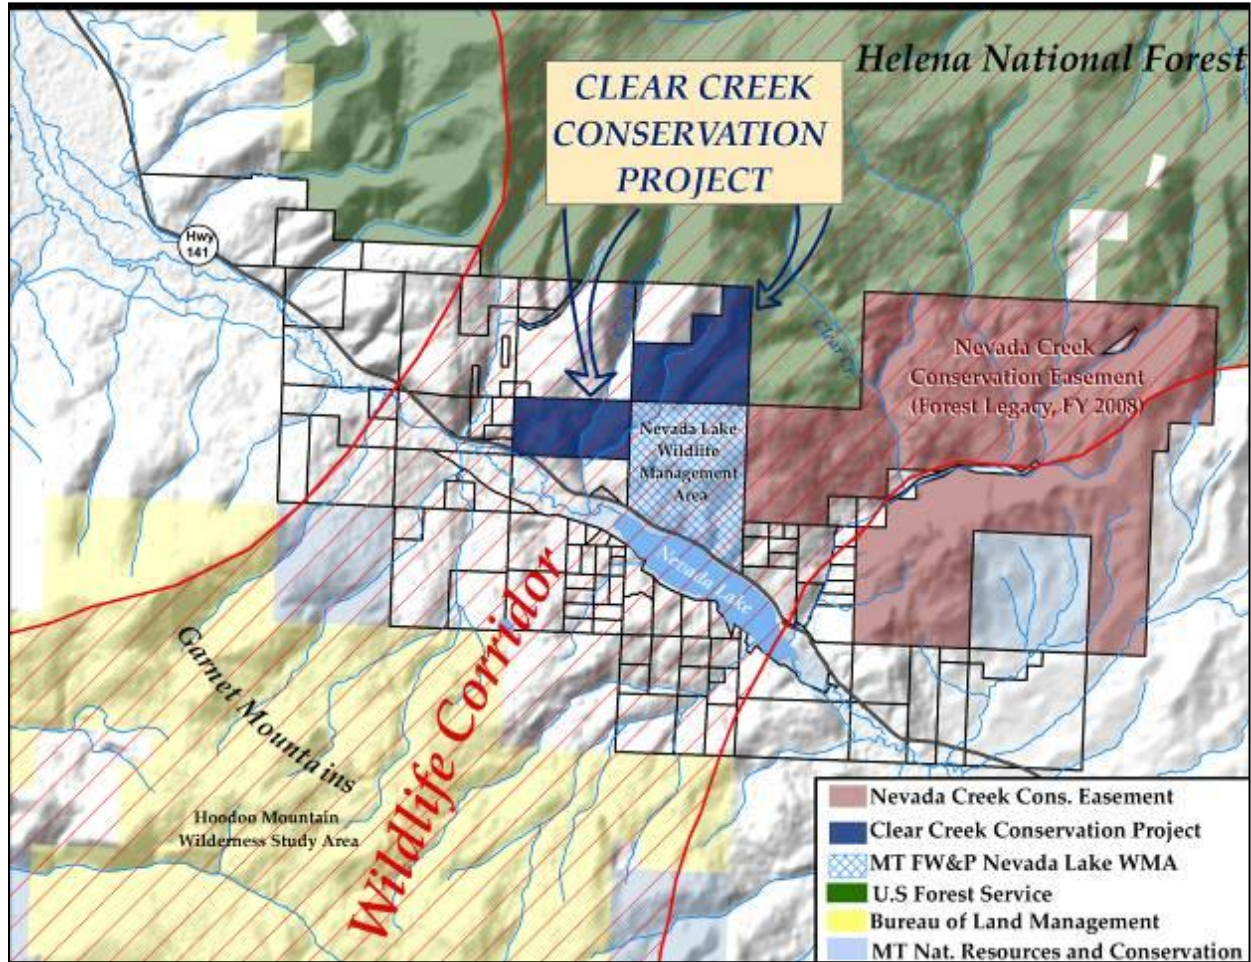 Helena National Forest
CLEAR CREEK
CONSERVATION
PROJECT
Hwy
141
Clear Cr
Nevada Creek
Conservation Easement
(Forest Legacy, FY 2008)
Nevada Lake
Wildlife
Management
Area
Nevada Lake
Wildlife Corridor
Garnet Mountains
Hoodoo Mountain
Wilderness Study Area
Nevada Creek Cons. Easement
Clear Creek Conservation Project
MT FW&P Nevada Lake WMA
U.S Forest Service
Bureau of Land Management
MT Nat. Resources and Conservation